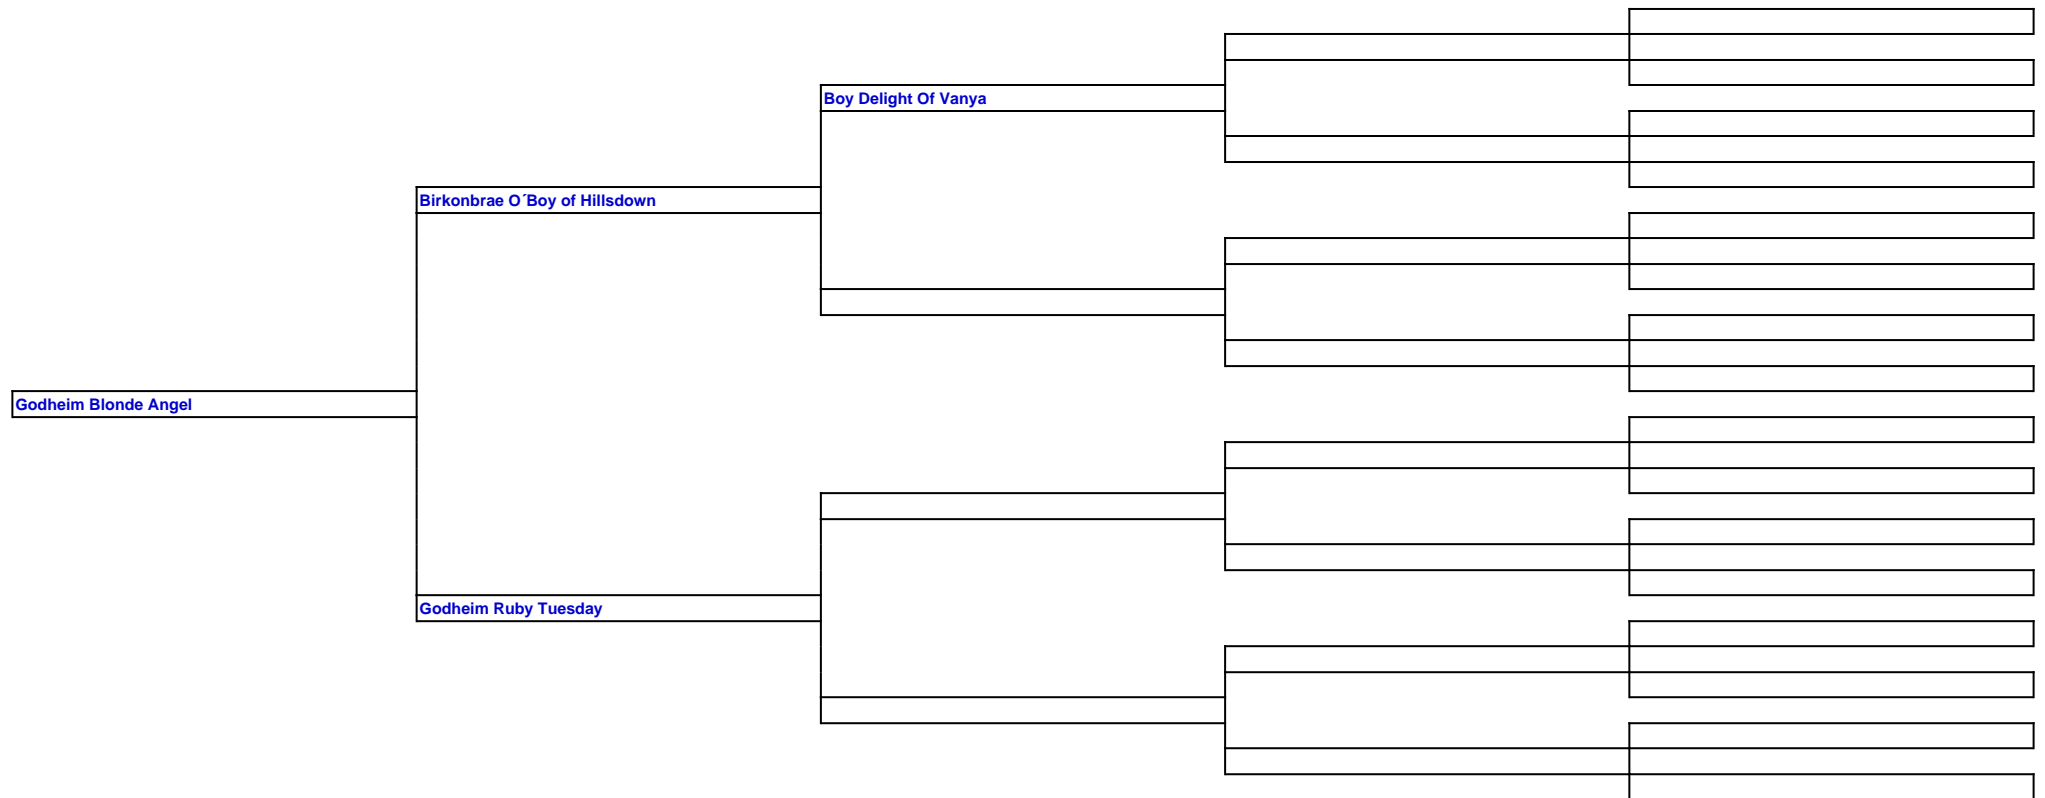 Boy Delight Of Vanya
Birkonbrae O´Boy of Hillsdown
Godheim Blonde Angel
Godheim Ruby Tuesday